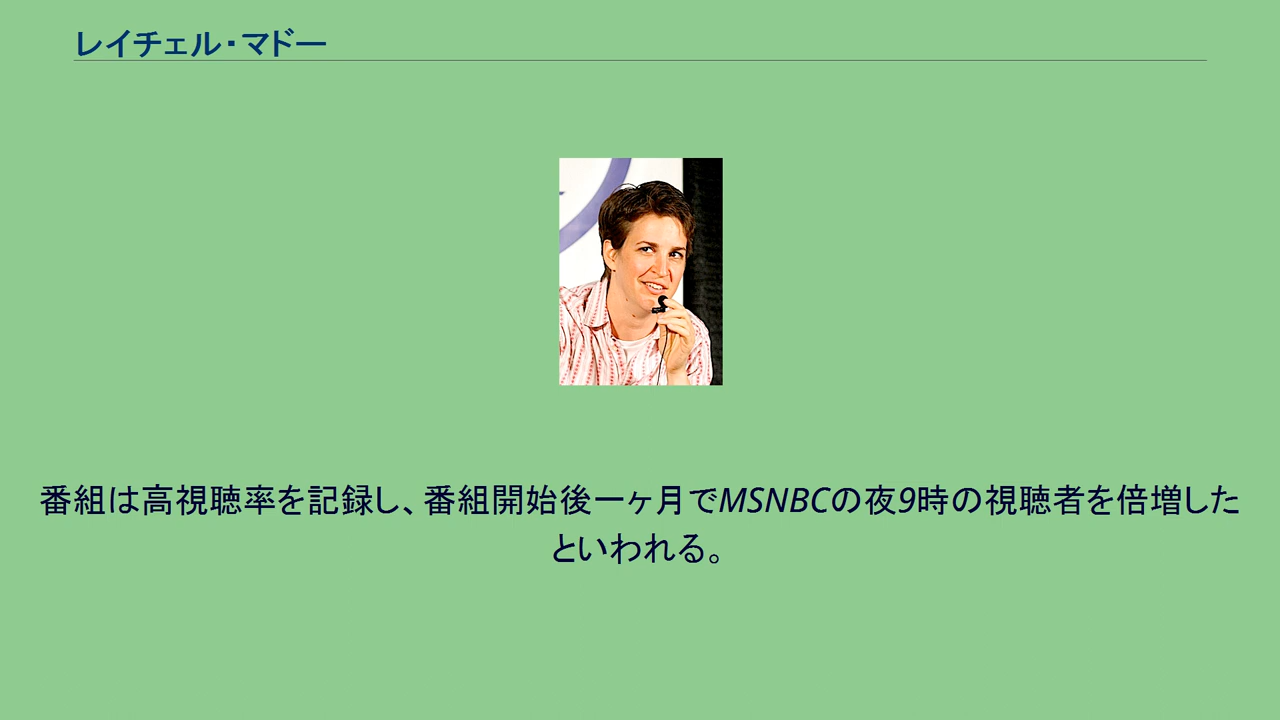 レイチェル・マドー
番組は高視聴率を記録し、番組開始後一ヶ月でMSNBCの夜9時の視聴者を倍増した
といわれる。